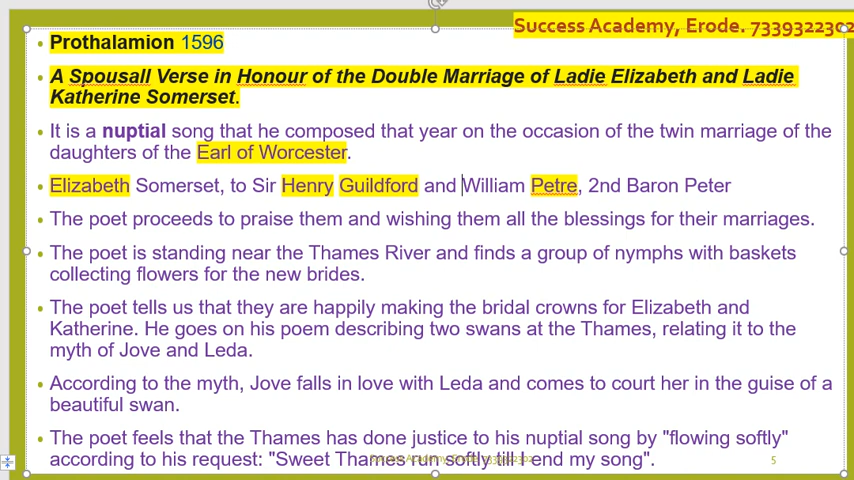 Success Academy, Erode. 7339322302
Prothalamion 1596
A Spousall Verse in Honour of the Double Marriage of Ladie Elizabeth and Ladie
Katherine Somerset.
It is a nuptial song that he composed that year on the occasion of the twin marriage of the
daughters of the Earl of Worcester.
Elizabeth Somerset, to Sir Henry Guildford and William Petre, 2nd Baron Peter
The poet proceeds to praise them and wishing them all the blessings for their marriages.
The poet is standing near the Thames River and finds a group of nymphs with baskets
collecting flowers for the new brides.
The poet tells us that they are happily making the bridal crowns for Elizabeth and
Katherine. He goes on his poem describing two swans at the Thames, relating it to the
myth of Jove and Leda.
According to the myth, Jove falls in love with Leda and comes to court her in the guise of a
beautiful swan.
The poet feels that the Thames has done justice to his nuptial song by "flowing softly"
according to his request: "Sweet Thames run softly till I end my song".
5